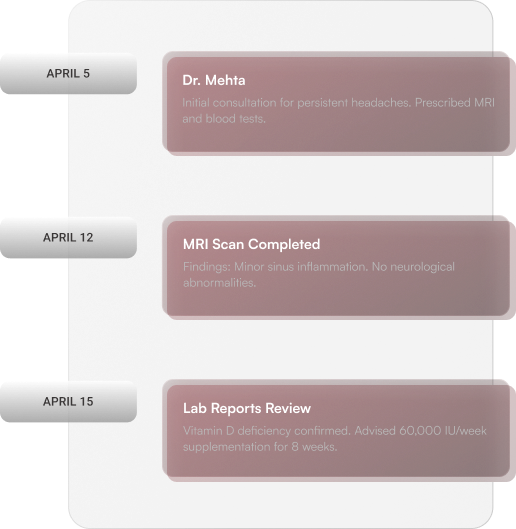 APRIL 5
Dr. Mehta
Initial consultation for persistent headaches. Prescribed MRI
and blood tests.
APRIL 12
MRI Scan Completed
Findings: Minor sinus inflammation. No neurological
abnormalities.
APRIL 15
Lab Reports Review
Vitamin D deficiency confirmed. Advised 60,000 IU/week
supplementation for 8 weeks.